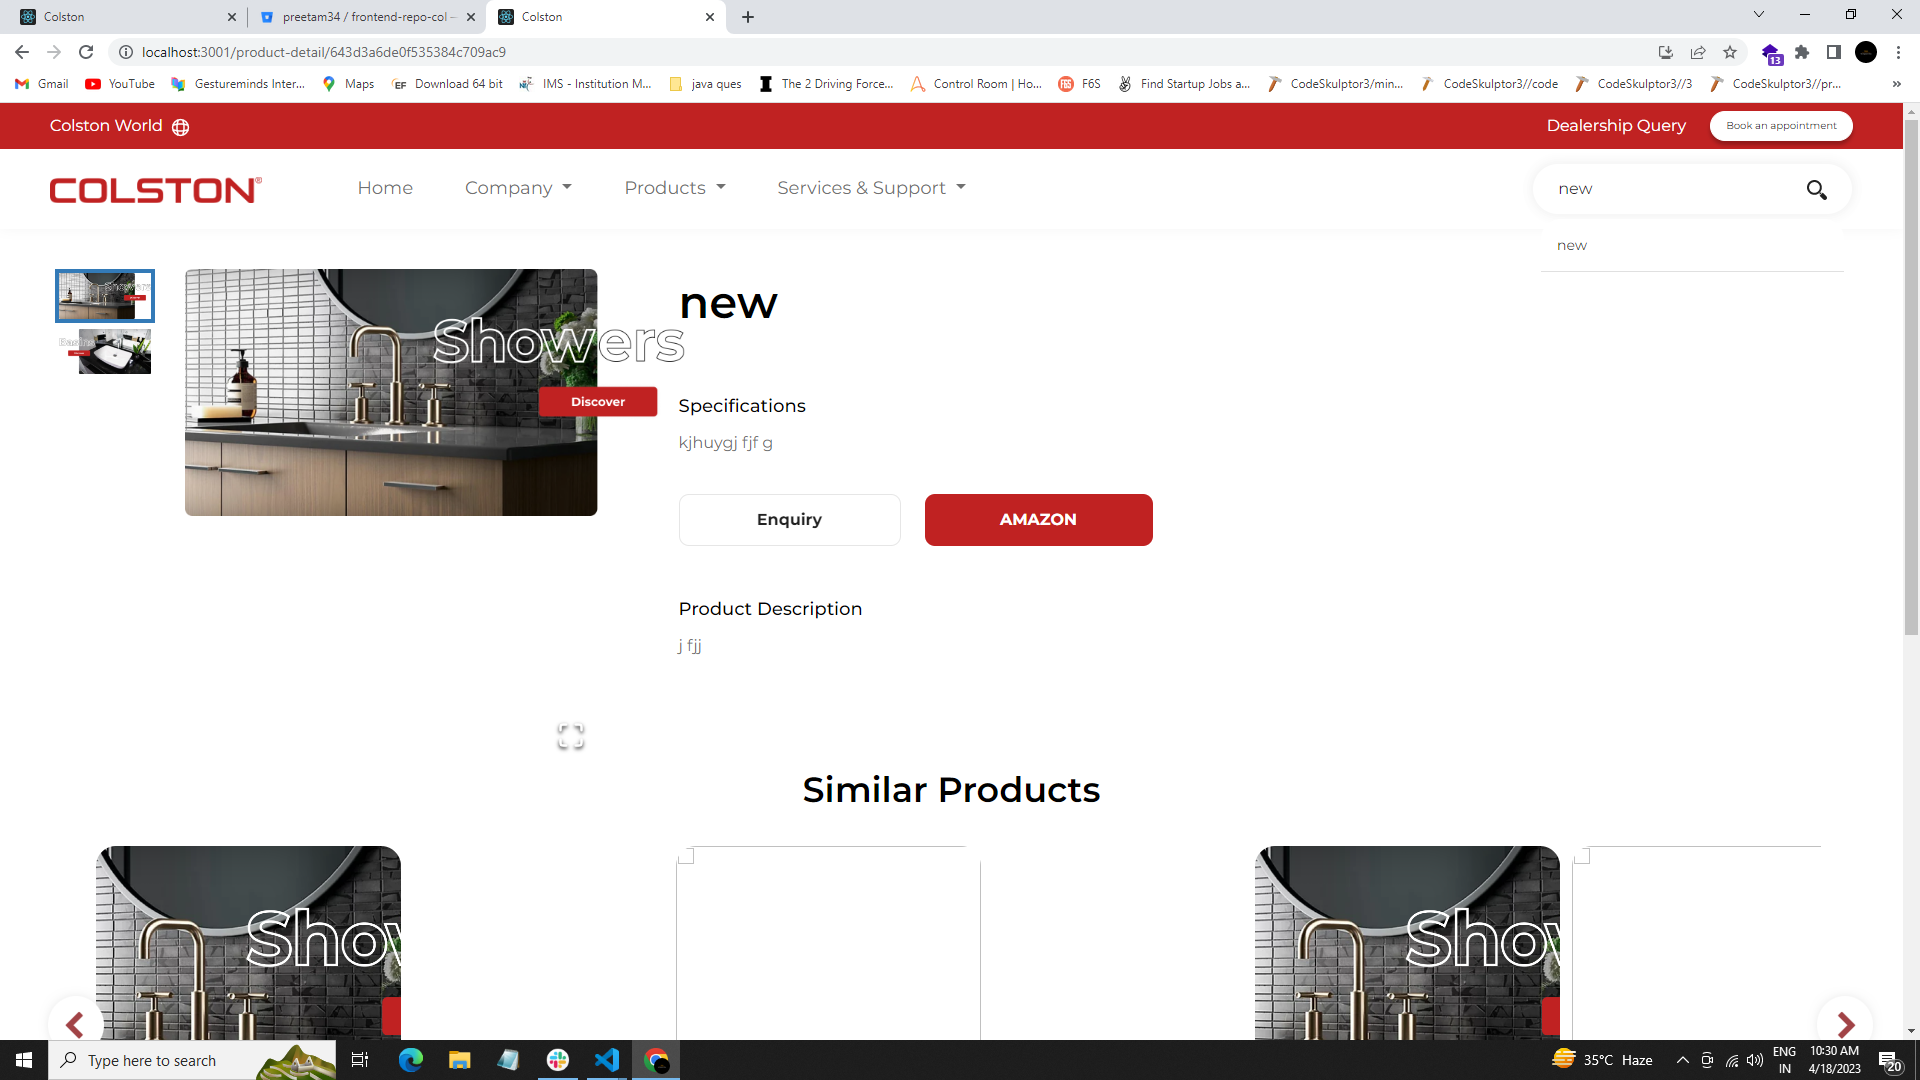 Colston
preetam34 / frontend-repo-col —
Colston
localhost:3001/product-detail/643d3a6de0f535384c709ac9
13
Gmail
YouTube
Gestureminds Inter...
Maps
EF Download 64 bit
IMS - Institution M...
java ques
The 2 Driving Force...
Control Room | Ho...
F6S
Find Startup Jobs a...
CodeSkulptor3/min...
CodeSkulptor3//code
CodeSkulptor3//3
CodeSkulptor3//pr...
»
Colston World
Dealership Query
Book an appointment
COLSTON®
Home
Company
Products
Services & Support
new
new
Showers
Discover
new
Specifications
kjhuygj fjf g
Enquiry
AMAZON
Product Description
j fjj
Similar Products
Show
Show
Type here to search
35°C Haze
ENG
IN
10:30 AM
4/18/2023
20